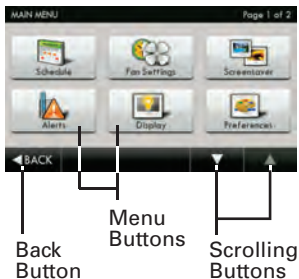 MAIN MENU Page 1 of 2
Schedule Fan Settings Screensaver
Alerts Display Preferences
BACK
Menu
Buttons
Back
Button
Scrolling
Buttons